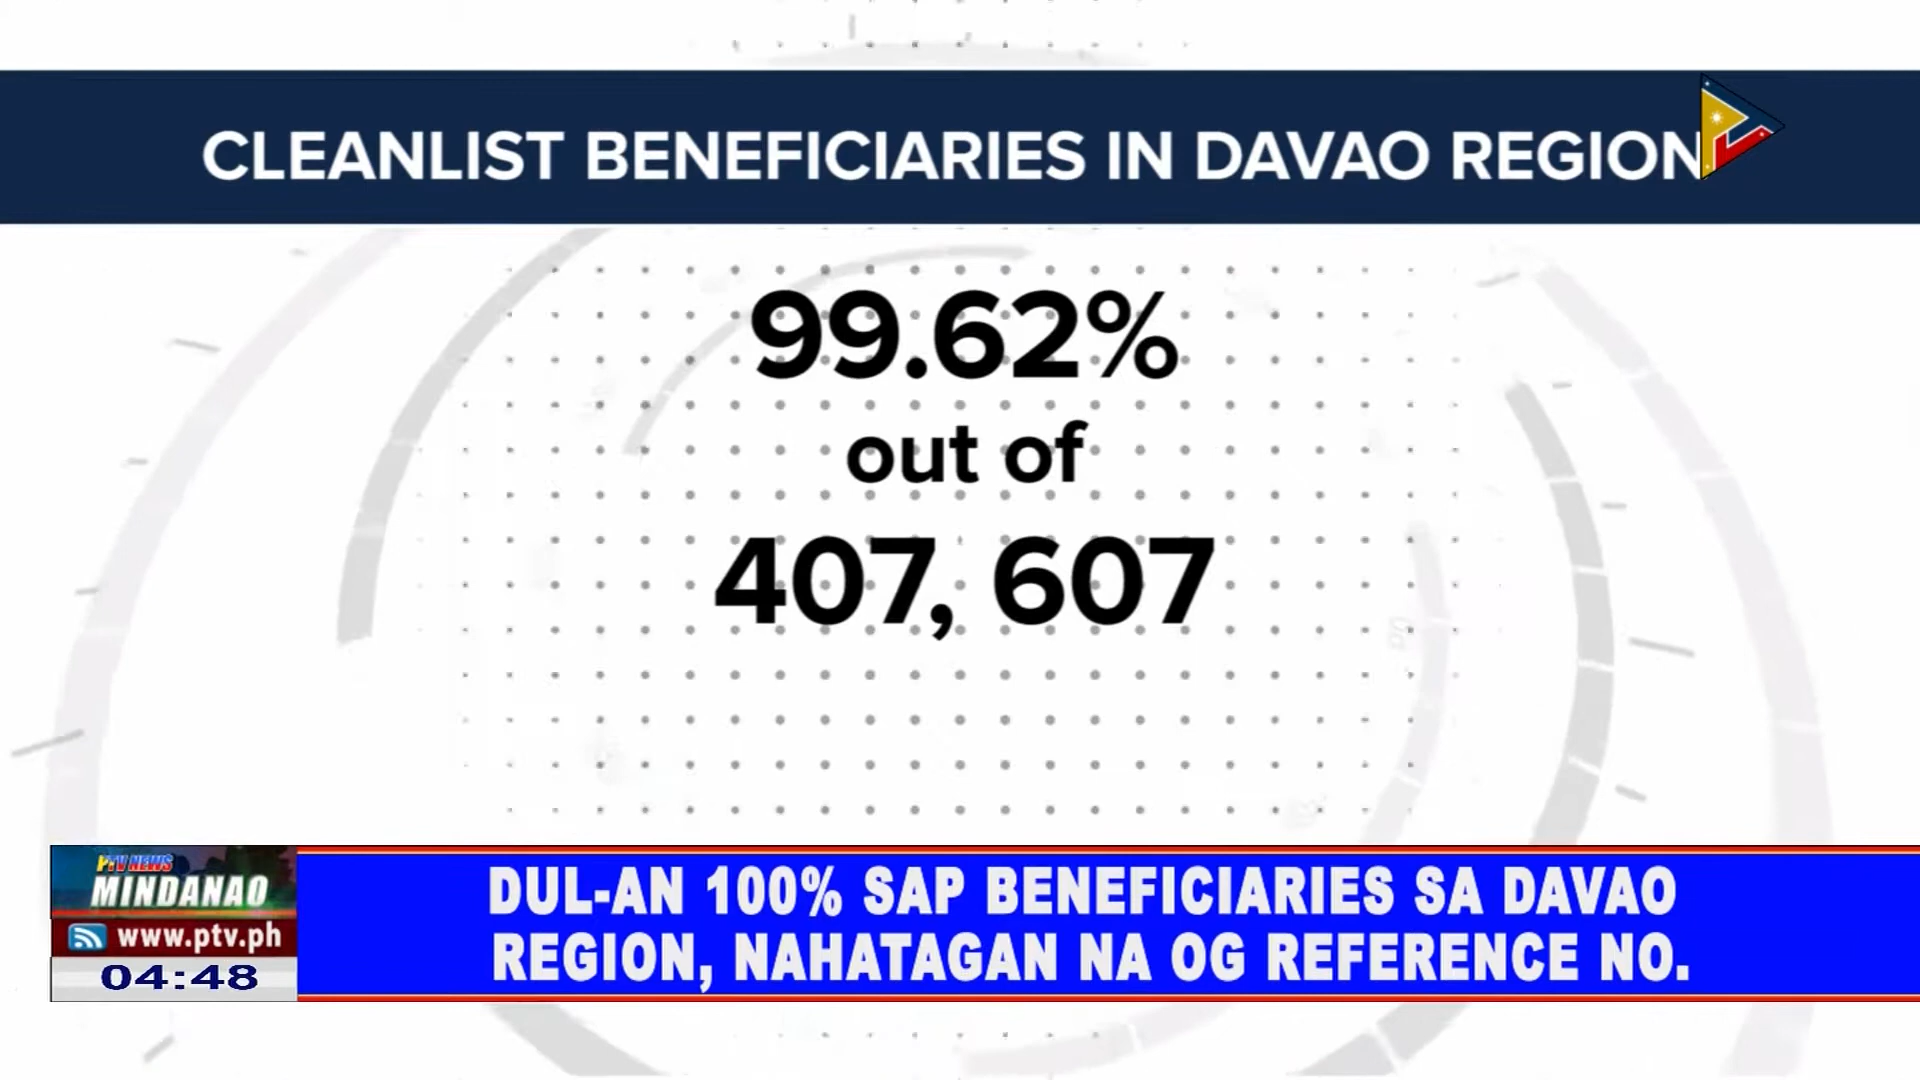 CLEANLIST BENEFICIARIES IN DAVAO REGION
99.62%
out of
407, 607
PTV NEWS
MINDANAO
www.ptv.ph
04:48
DUL-AN 100% SAP BENEFICIARIES SA DAVAO
REGION, NAHATAGAN NA OG REFERENCE NO.